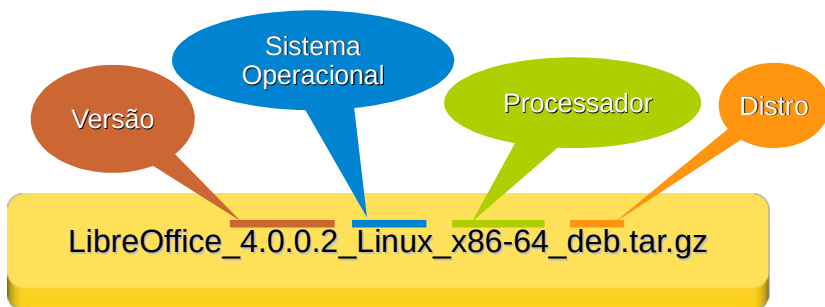 Sistema
Operacional
Versão
Processador
Distro
LibreOffice_4.0.0.2_Linux_x86-64_deb.tar.gz